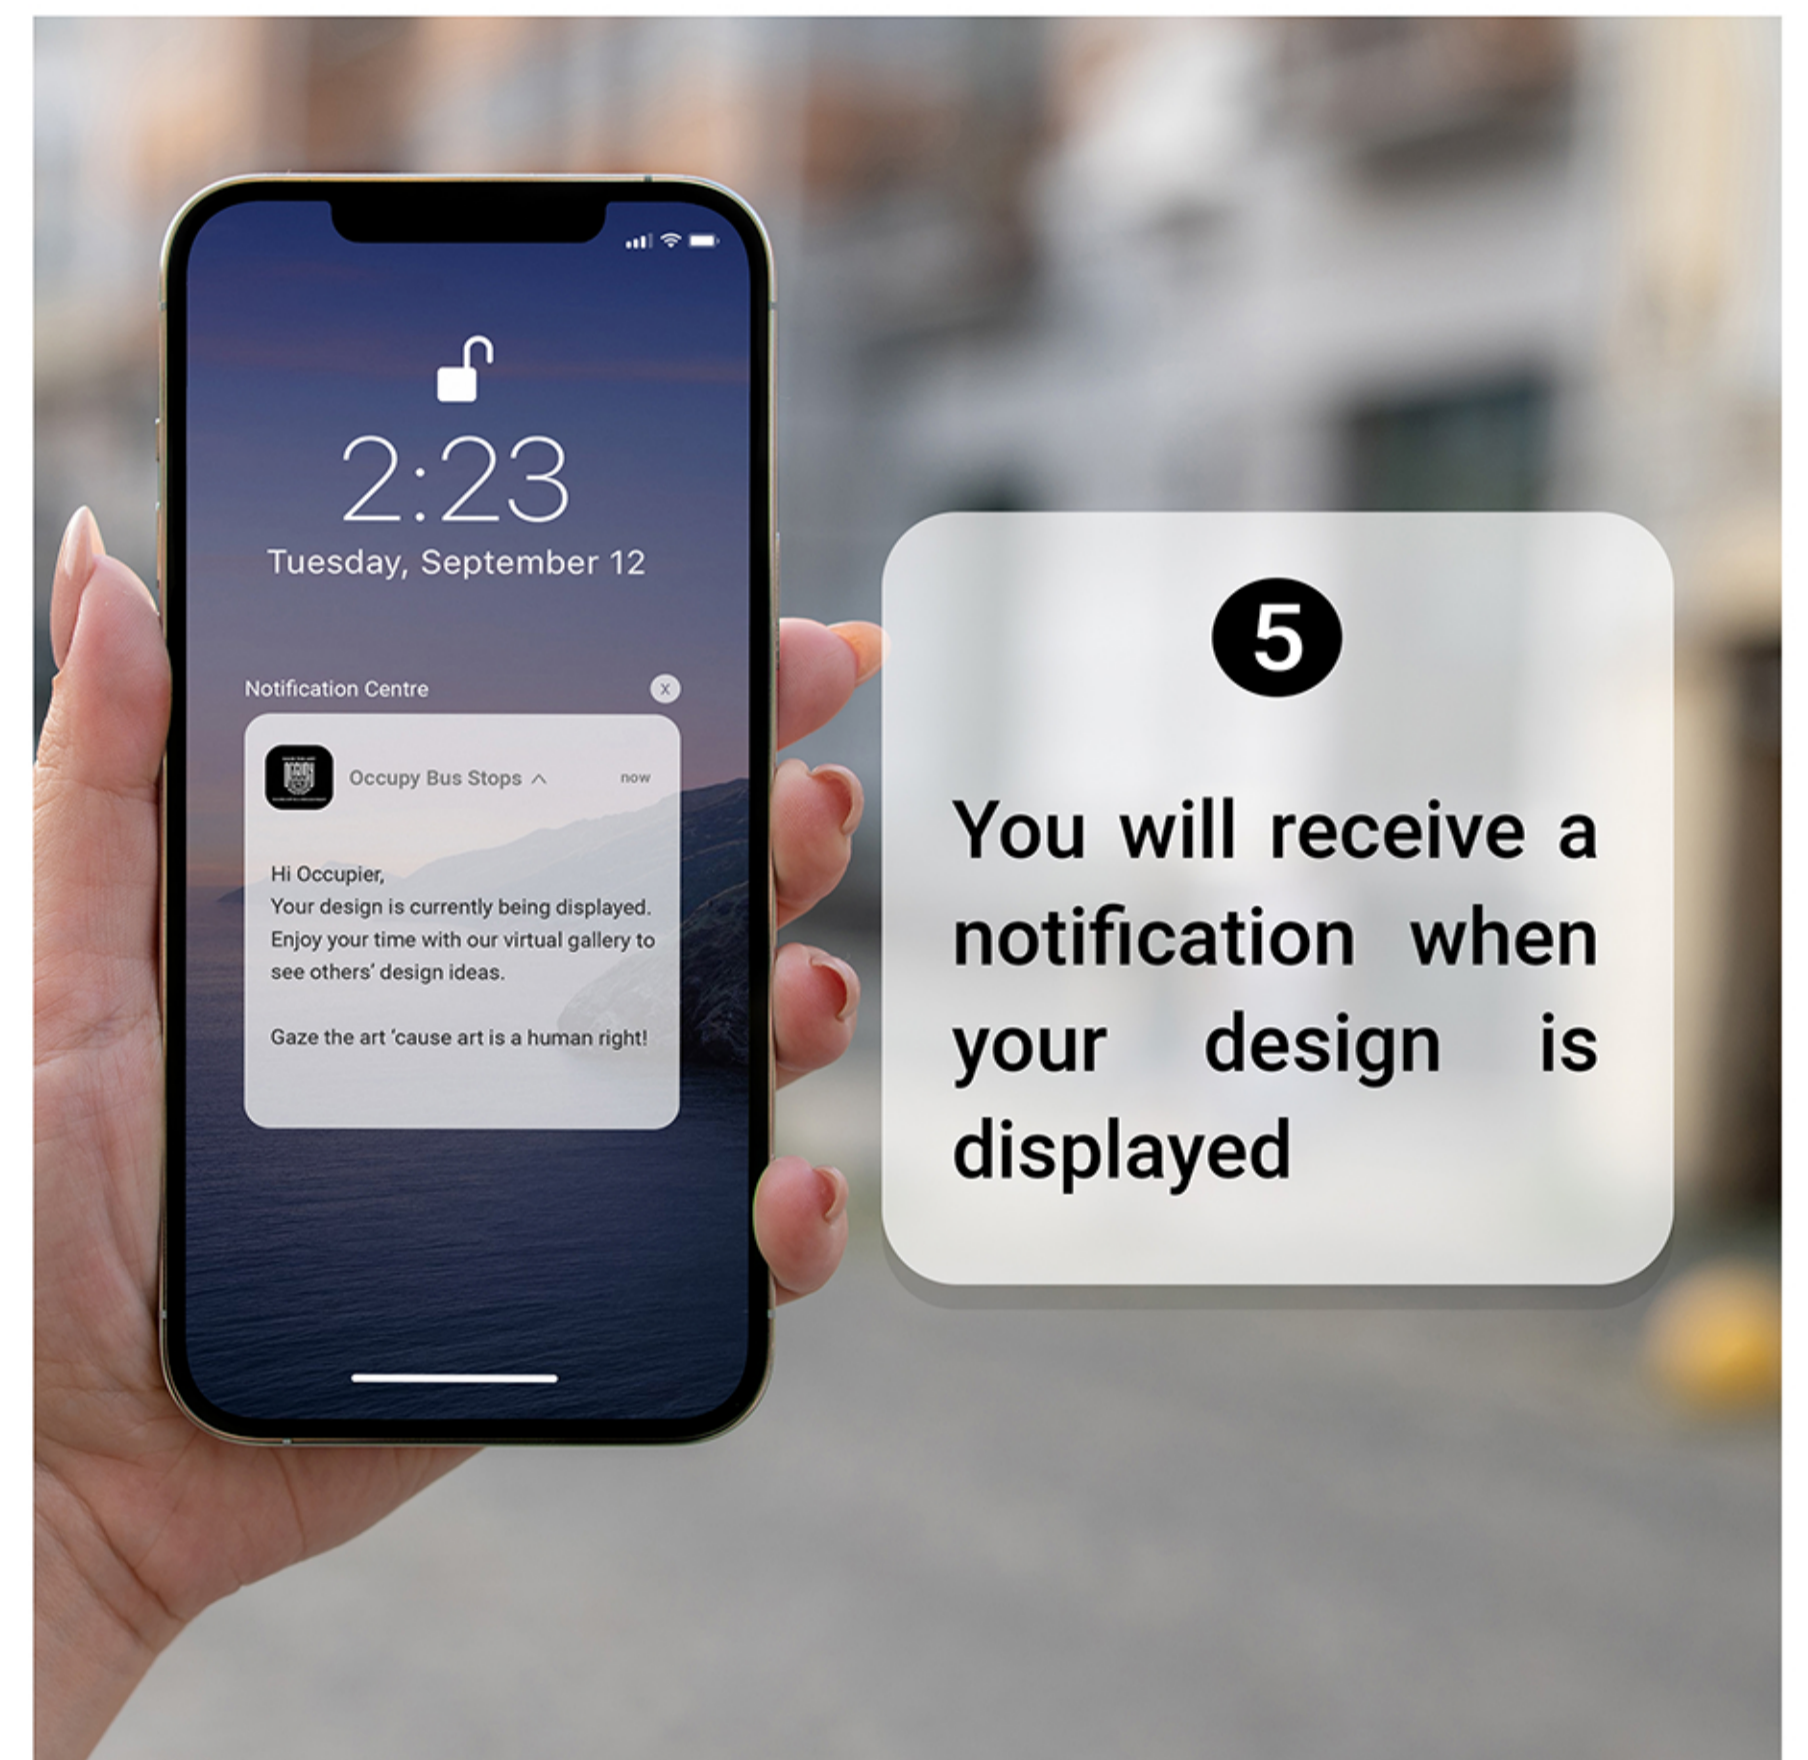 2:23
Tuesday, September 12
Notification Centre
X
OCCUPY
Occupy Bus Stops
now
Hi Occupier,
Your design is currently being displayed.
Enjoy your time with our virtual gallery to
see others’ design ideas.
Gaze the art ‘cause art is a human right!
5
You will receive a
notification when
your design is
displayed